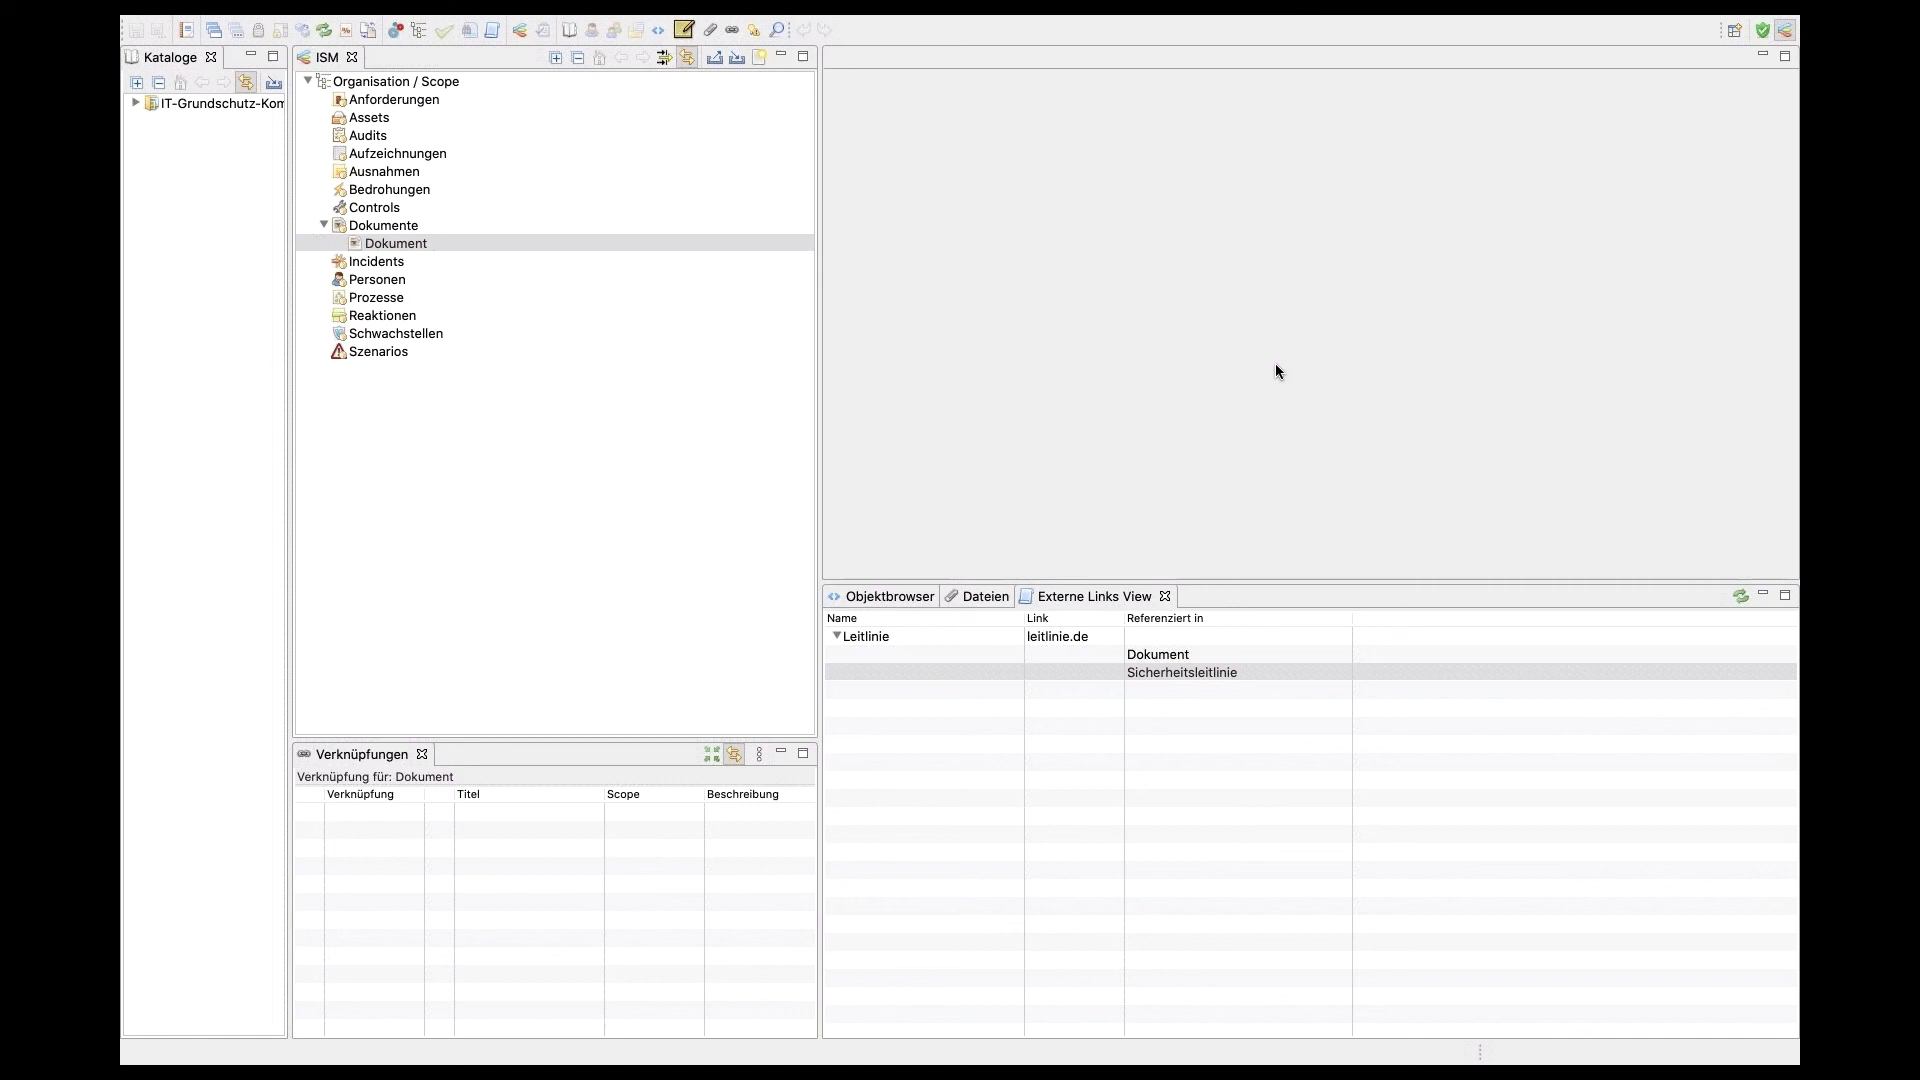 Kataloge
IT-Grundschutz-Kom
ISM
Organisation / Scope
Anforderungen
Assets
Audits
Aufzeichnungen
Ausnahmen
Bedrohungen
Controls
Dokumente
Dokument
Incidents
Personen
Prozesse
Reaktionen
Schwachstellen
Szenarios
Verknüpfungen
Verknüpfung für: Dokument
Verknüpfung Titel Scope Beschreibung
Objektbrowser Dateien Externe Links View
Name Link Referenziert in
Leitlinie leitlinie.de
Dokument
Sicherheitsleitlinie